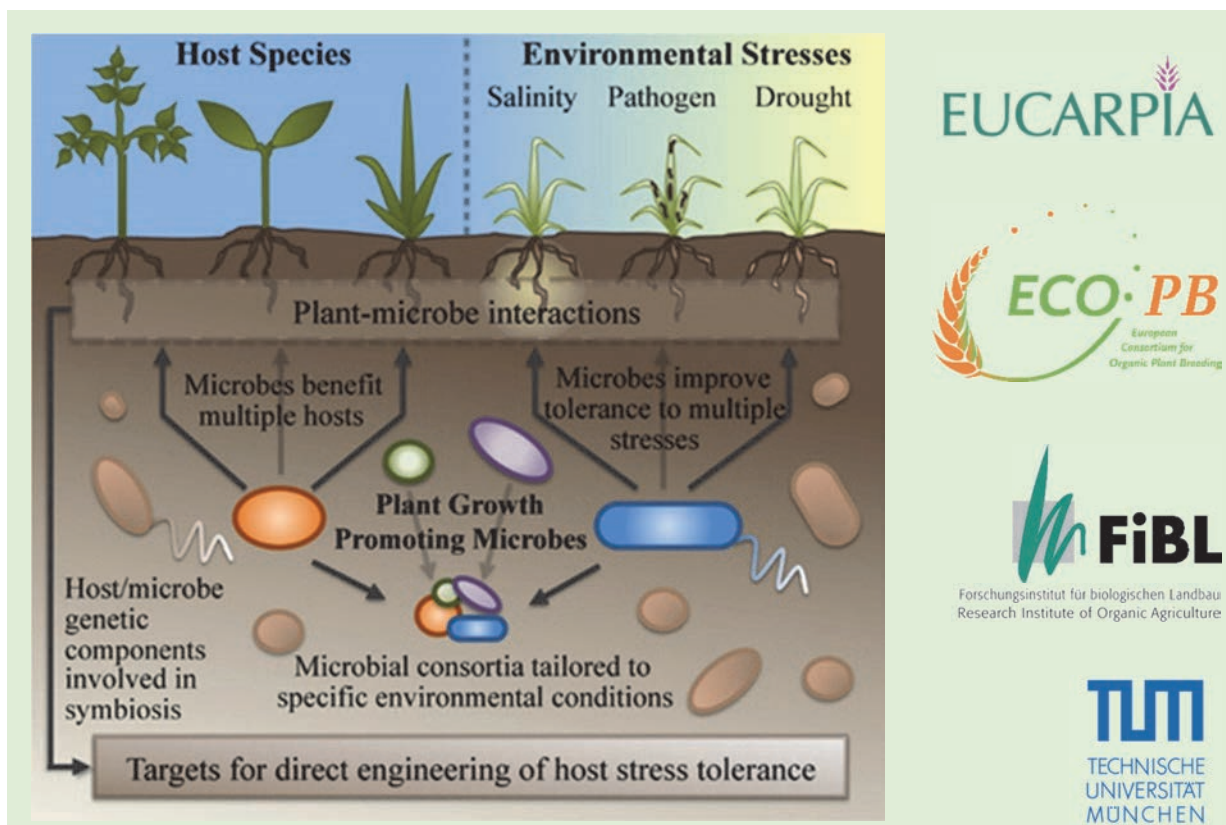 Host Species
Environmental Stresses
Salinity Pathogen Drought
Plant-microbe interactions
Microbes benefit
multiple hosts
Microbes improve
tolerance to multiple
stresses
Plant Growth
Promoting Microbes
Host/microbe
genetic
components
involved in
symbiosis
Microbial consortia tailored to
specific environmental conditions
Targets for direct engineering of host stress tolerance
EUCARPIA
ECO·PB
European
Consortium for
Organic Plant Breeding
FiBL
Forschungsinstitut für biologischen Landbau
Research Institute of Organic Agriculture
TUM
TECHNISCHE
UNIVERSITÄT
MÜNCHEN